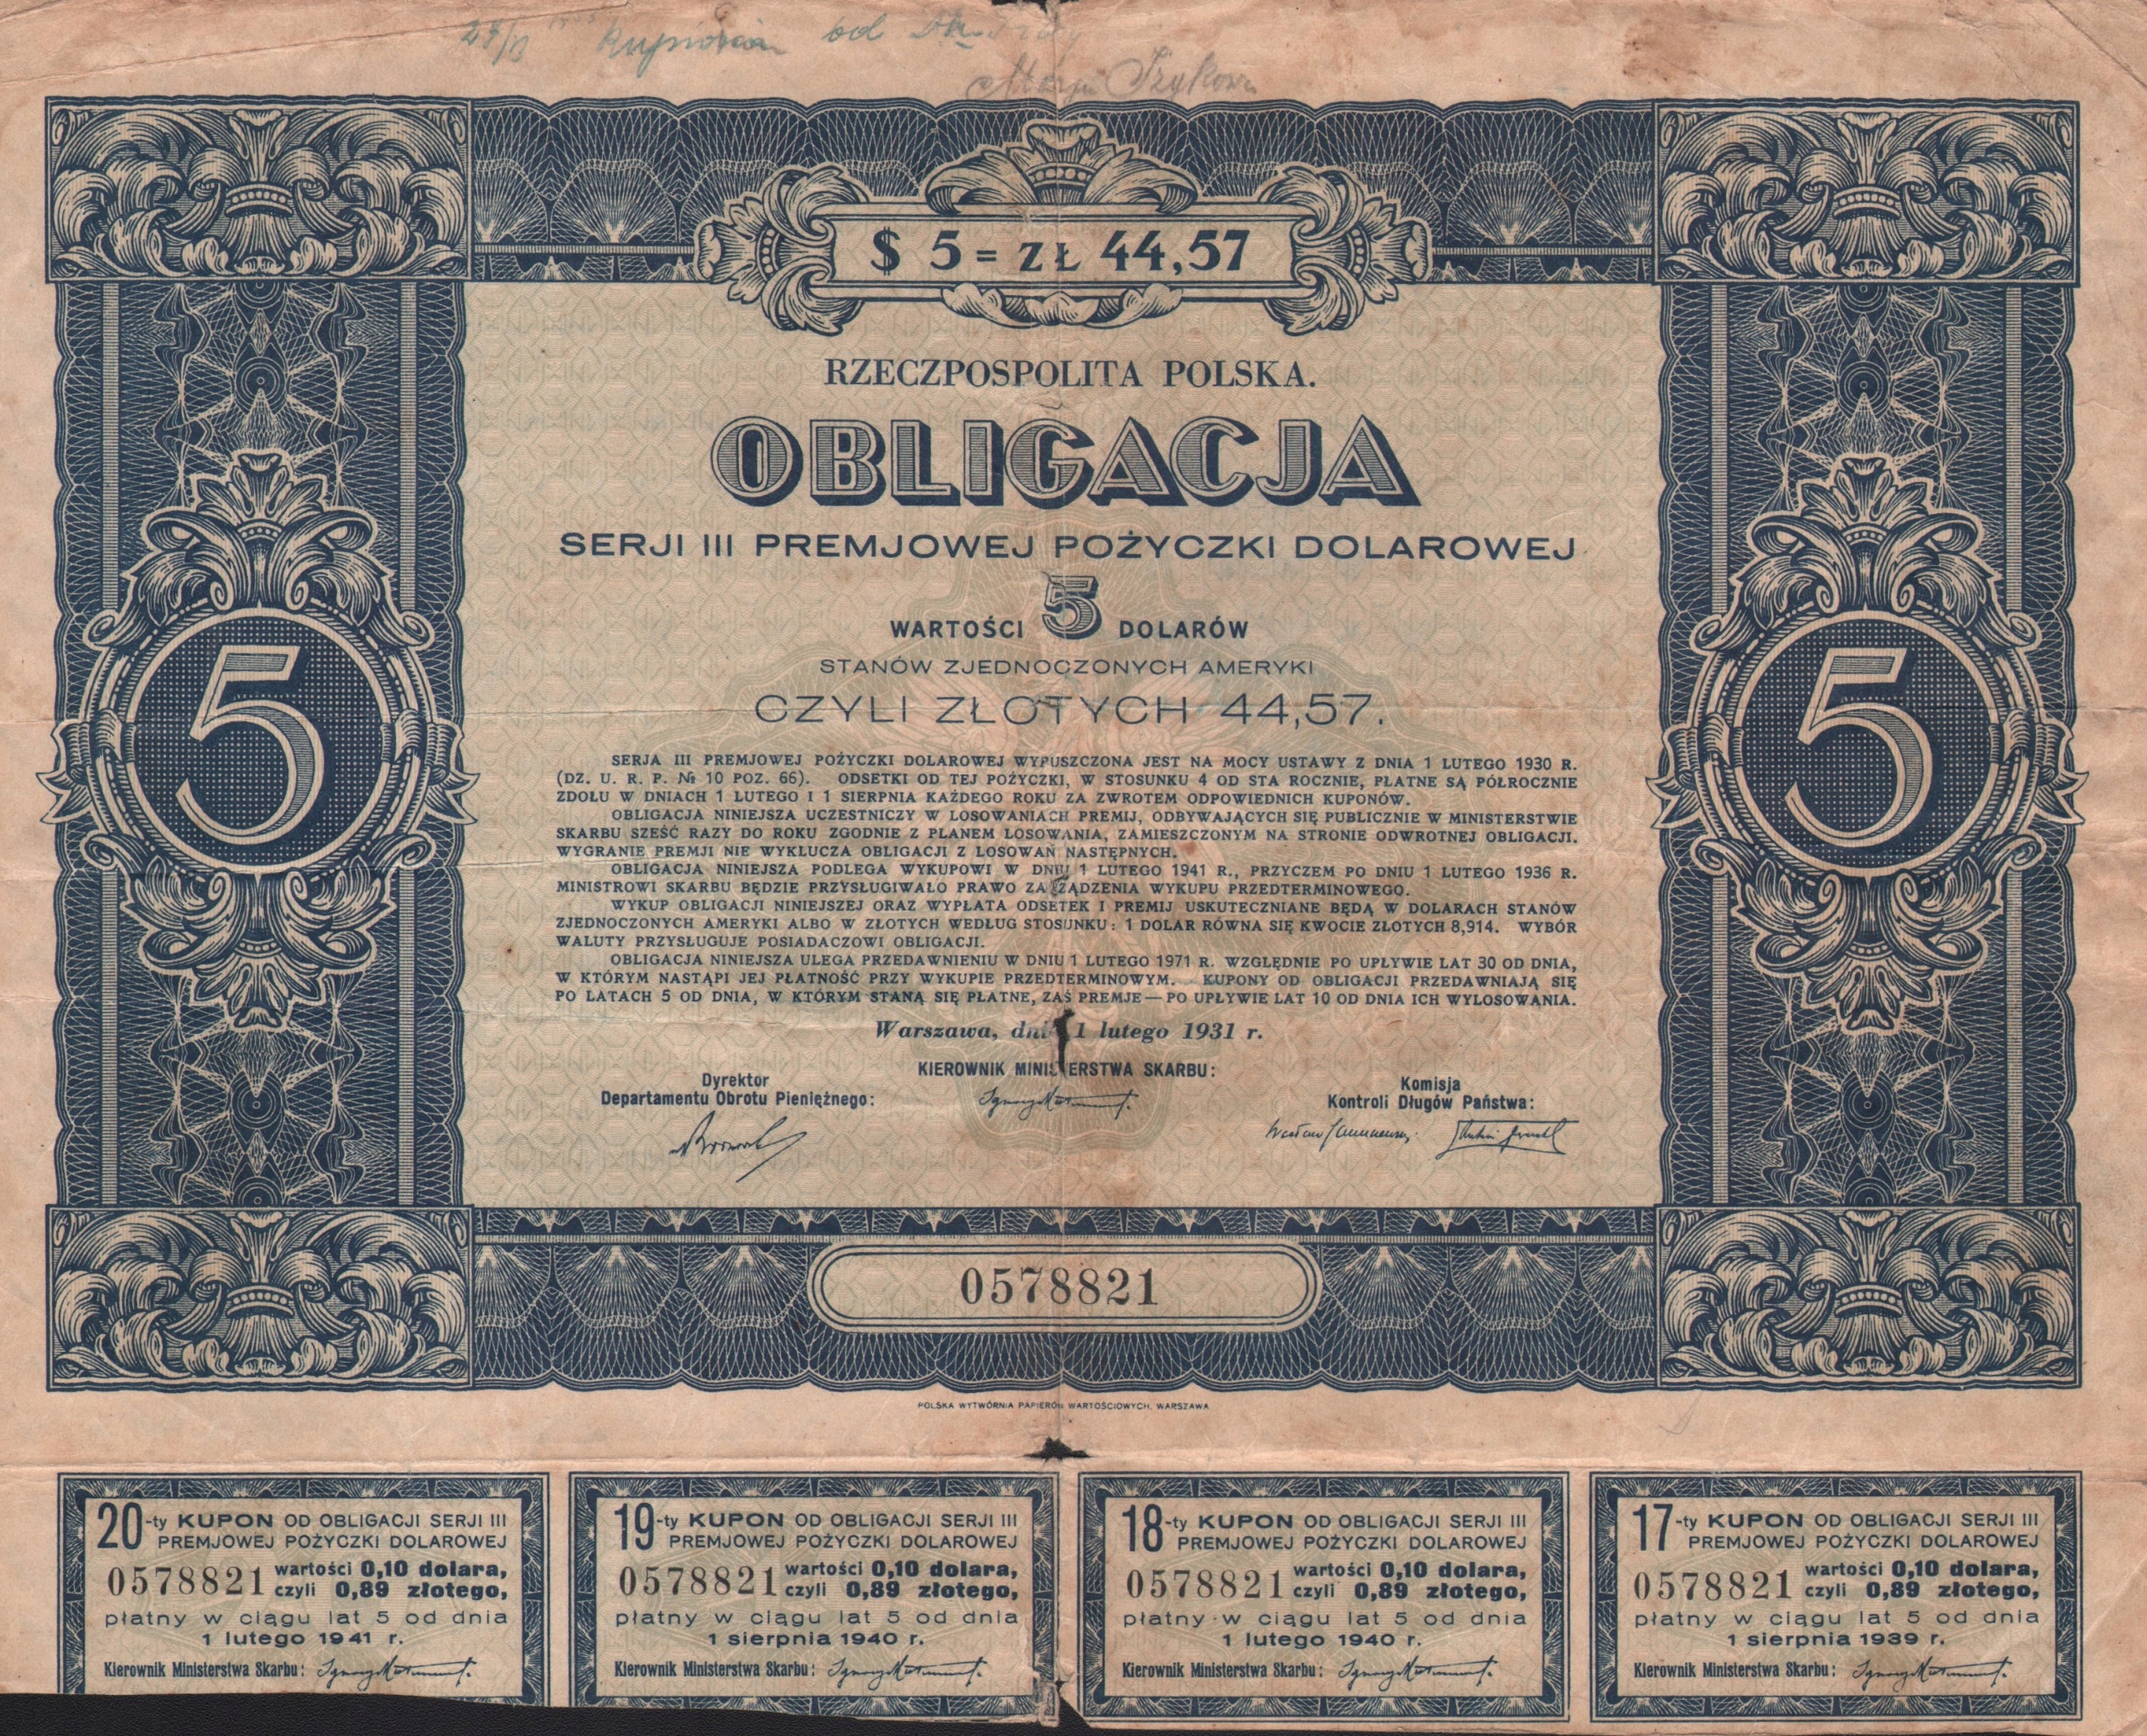 kupiona od
Marja
$ 5 = ZŁ 44,57
RZECZPOSPOLITA POLSKA.
OBLIGACJA
SERJI III PREMJOWEJ POŻYCZKI DOLAROWEJ
WARTOŚCI 5 DOLARÓW
STANÓW ZJEDNOCZONYCH AMERYKI
CZYLI ZŁOTYCH 44,57.
5
5
SERJA III PREMJOWEJ POŻYCZKI DOLAROWEJ WYPUSZCZONA JEST NA MOCY USTAWY Z DNIA 1 LUTEGO 1930 R.
(DZ. U. R. P. № 10 POZ. 66). ODSETKI OD TEJ POŻYCZKI, W STOSUNKU 4 OD STA ROCZNIE, PŁATNE SĄ PÓŁROCZNIE
ZDOŁU W DNIACH 1 LUTEGO I 1 SIERPNIA KAŻDEGO ROKU ZA ZWROTEM ODPOWIEDNICH KUPONÓW.
OBLIGACJA NINIEJSZA UCZESTNICZY W LOSOWANIACH PREMIJ, ODBYWAJĄCYCH SIĘ PUBLICZNIE W MINISTERSTWIE
SKARBU SZEŚĆ RAZY DO ROKU ZGODNIE Z PLANEM LOSOWANIA, ZAMIESZCZONYM NA STRONIE ODWROTNEJ OBLIGACJI.
WYGRANIE PREMJI NIE WYKLUCZA OBLIGACJI Z LOSOWAŃ NASTĘPNYCH.
OBLIGACJA NINIEJSZA PODLEGA WYKUPOWI W DNIU 1 LUTEGO 1941 R., PRZYCZEM PO DNIU 1 LUTEGO 1936 R.
MINISTROWI SKARBU BĘDZIE PRZYSŁUGIWAŁO PRAWO ZARZĄDZENIA WYKUPU PRZEDTERMINOWEGO.
WYKUP OBLIGACJI NINIEJSZEJ ORAZ WYPŁATA ODSETEK I PREMIJ USKUTECZNIANE BĘDĄ W DOLARACH STANÓW
ZJEDNOCZONYCH AMERYKI ALBO W ZŁOTYCH WEDŁUG STOSUNKU: 1 DOLAR RÓWNA SIĘ KWOCIE ZŁOTYCH 8,914. WYBÓR
WALUTY PRZYSŁUGUJE POSIADACZOWI OBLIGACJI.
OBLIGACJA NINIEJSZA ULEGA PRZEDAWNIENIU W DNIU 1 LUTEGO 1971 R. WZGLĘDNIE PO UPŁYWIE LAT 30 OD DNIA,
W KTÓRYM NASTĄPI JEJ PŁATNOŚĆ PRZY WYKUPIE PRZEDTERMINOWYM. KUPONY OD OBLIGACJI PRZEDAWNIAJĄ SIĘ
PO LATACH 5 OD DNIA, W KTÓRYM STANĄ SIĘ PŁATNE, ZAŚ PREMJE — PO UPŁYWIE LAT 10 OD DNIA ICH WYLOSOWANIA.
Warszawa, dnia 1 lutego 1931 r.
KIEROWNIK MINISTERSTWA SKARBU:
Dyrektor
Departamentu Obrotu Pieniężnego:
Komisja
Kontroli Długów Państwa:
0578821
POLSKA WYTWÓRNIA PAPIERÓW WARTOŚCIOWYCH, WARSZAWA
20-ty KUPON OD OBLIGACJI SERJI III
PREMJOWEJ POŻYCZKI DOLAROWEJ
0578821 wartości 0,10 dolara,
czyli 0,89 złotego,
płatny w ciągu lat 5 od dnia
1 lutego 1941 r.
Kierownik Ministerstwa Skarbu:
19-ty KUPON OD OBLIGACJI SERJI III
PREMJOWEJ POŻYCZKI DOLAROWEJ
0578821 wartości 0,10 dolara,
czyli 0,89 złotego,
płatny w ciągu lat 5 od dnia
1 sierpnia 1940 r.
Kierownik Ministerstwa Skarbu:
18-ty KUPON OD OBLIGACJI SERJI III
PREMJOWEJ POŻYCZKI DOLAROWEJ
0578821 wartości 0,10 dolara,
czyli 0,89 złotego,
płatny w ciągu lat 5 od dnia
1 lutego 1940 r.
Kierownik Ministerstwa Skarbu:
17-ty KUPON OD OBLIGACJI SERJI III
PREMJOWEJ POŻYCZKI DOLAROWEJ
0578821 wartości 0,10 dolara,
czyli 0,89 złotego,
płatny w ciągu lat 5 od dnia
1 sierpnia 1939 r.
Kierownik Ministerstwa Skarbu: